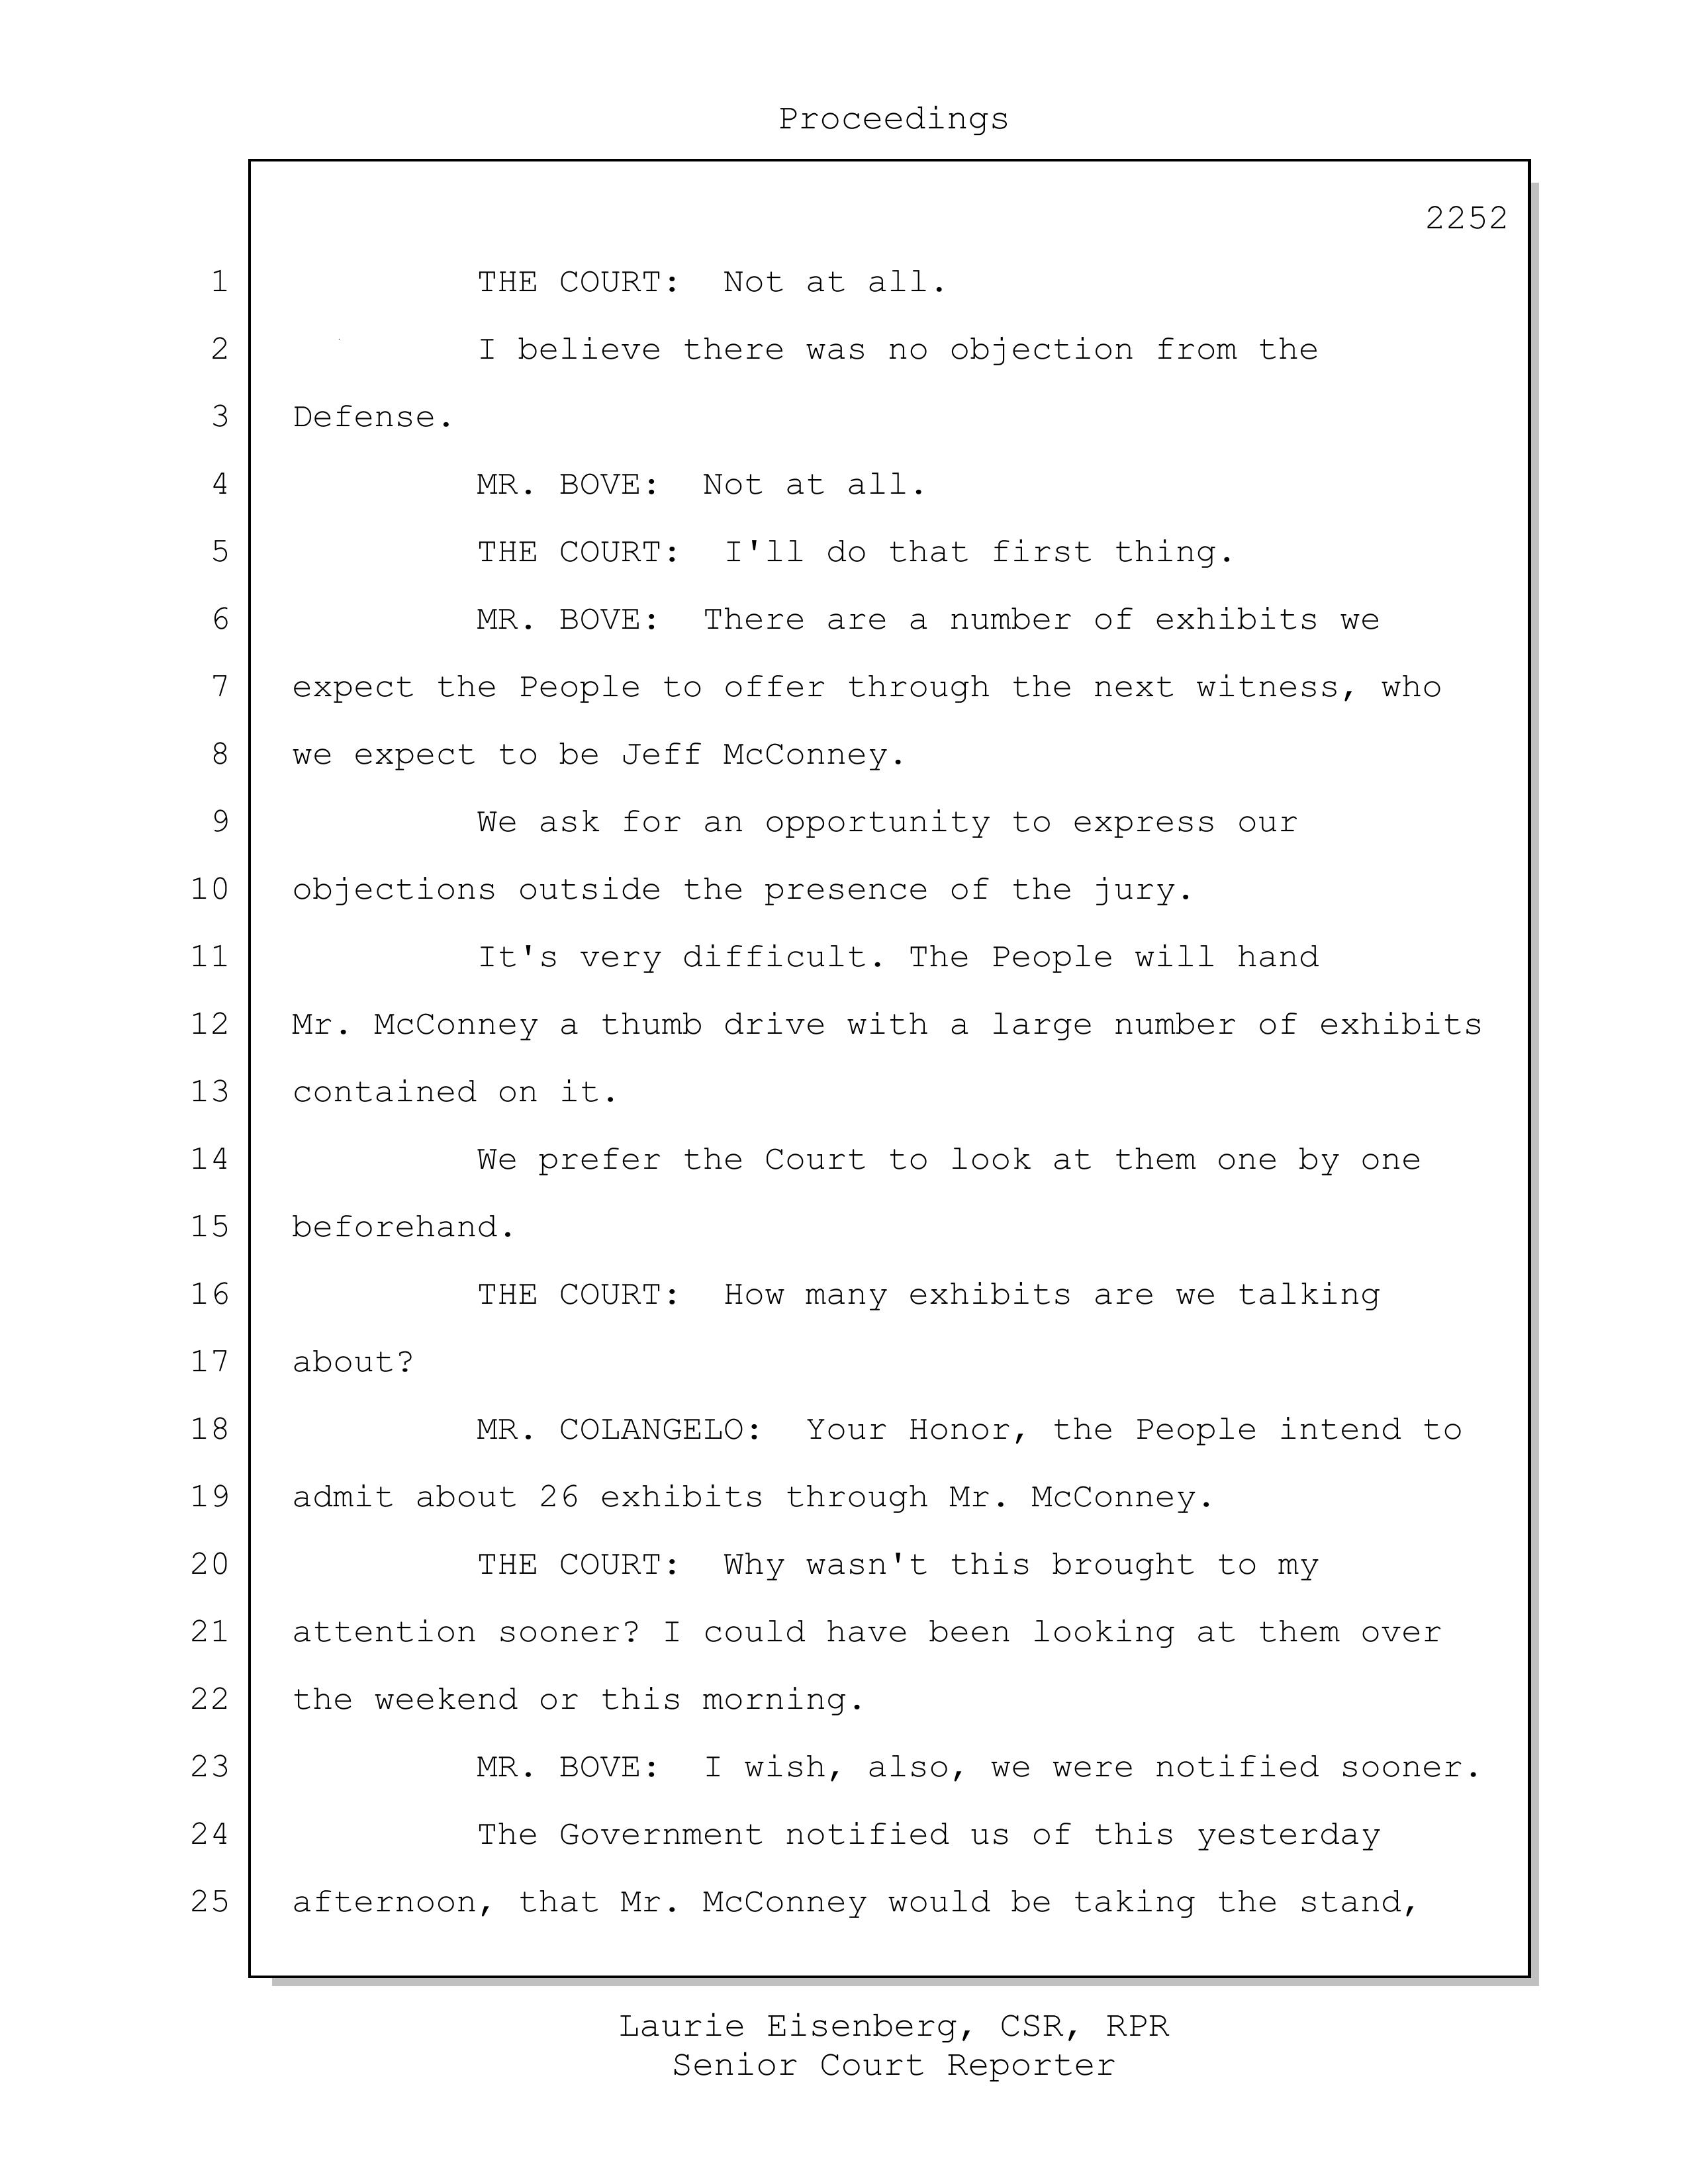 Proceedings
2252
1 THE COURT: Not at all.
2 I believe there was no objection from the
3 Defense.
4 MR. BOVE: Not at all.
5 THE COURT: I'll do that first thing.
6 MR. BOVE: There are a number of exhibits we
7 expect the People to offer through the next witness, who
8 we expect to be Jeff McConney.
9 We ask for an opportunity to express our
10 objections outside the presence of the jury.
11 It's very difficult. The People will hand
12 Mr. McConney a thumb drive with a large number of exhibits
13 contained on it.
14 We prefer the Court to look at them one by one
15 beforehand.
16 THE COURT: How many exhibits are we talking
17 about?
18 MR. COLANGELO: Your Honor, the People intend to
19 admit about 26 exhibits through Mr. McConney.
20 THE COURT: Why wasn't this brought to my
21 attention sooner? I could have been looking at them over
22 the weekend or this morning.
23 MR. BOVE: I wish, also, we were notified sooner.
24 The Government notified us of this yesterday
25 afternoon, that Mr. McConney would be taking the stand,
Laurie Eisenberg, CSR, RPR
Senior Court Reporter